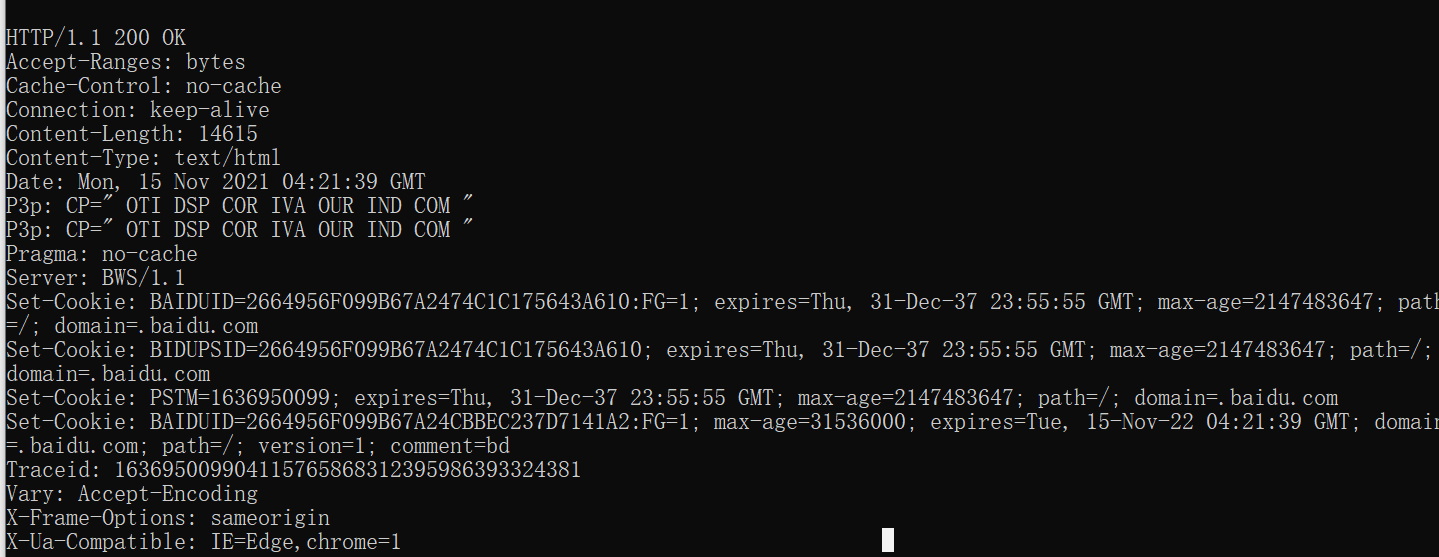 HTTP/1.1 200 OK
Accept-Ranges: bytes
Cache-Control: no-cache
Connection: keep-alive
Content-Length: 14615
Content-Type: text/html
Date: Mon, 15 Nov 2021 04:21:39 GMT
P3p: CP=" OTI DSP COR IVA OUR IND COM "
P3p: CP=" OTI DSP COR IVA OUR IND COM "
Pragma: no-cache
Server: BWS/1.1
Set-Cookie: BAIDUID=2664956F099B67A2474C1C175643A610:FG=1; expires=Thu, 31-Dec-37 23:55:55 GMT; max-age=2147483647; path
=/; domain=.baidu.com
Set-Cookie: BIDUPSID=2664956F099B67A2474C1C175643A610; expires=Thu, 31-Dec-37 23:55:55 GMT; max-age=2147483647; path=/;
domain=.baidu.com
Set-Cookie: PSTM=1636950099; expires=Thu, 31-Dec-37 23:55:55 GMT; max-age=2147483647; path=/; domain=.baidu.com
Set-Cookie: BAIDUID=2664956F099B67A24CBBEC237D7141A2:FG=1; max-age=31536000; expires=Tue, 15-Nov-22 04:21:39 GMT; domain
=.baidu.com; path=/; version=1; comment=bd
Traceid: 1636950099041157658683123959863933​24381
Vary: Accept-Encoding
X-Frame-Options: sameorigin
X-Ua-Compatible: IE=Edge,chrome=1